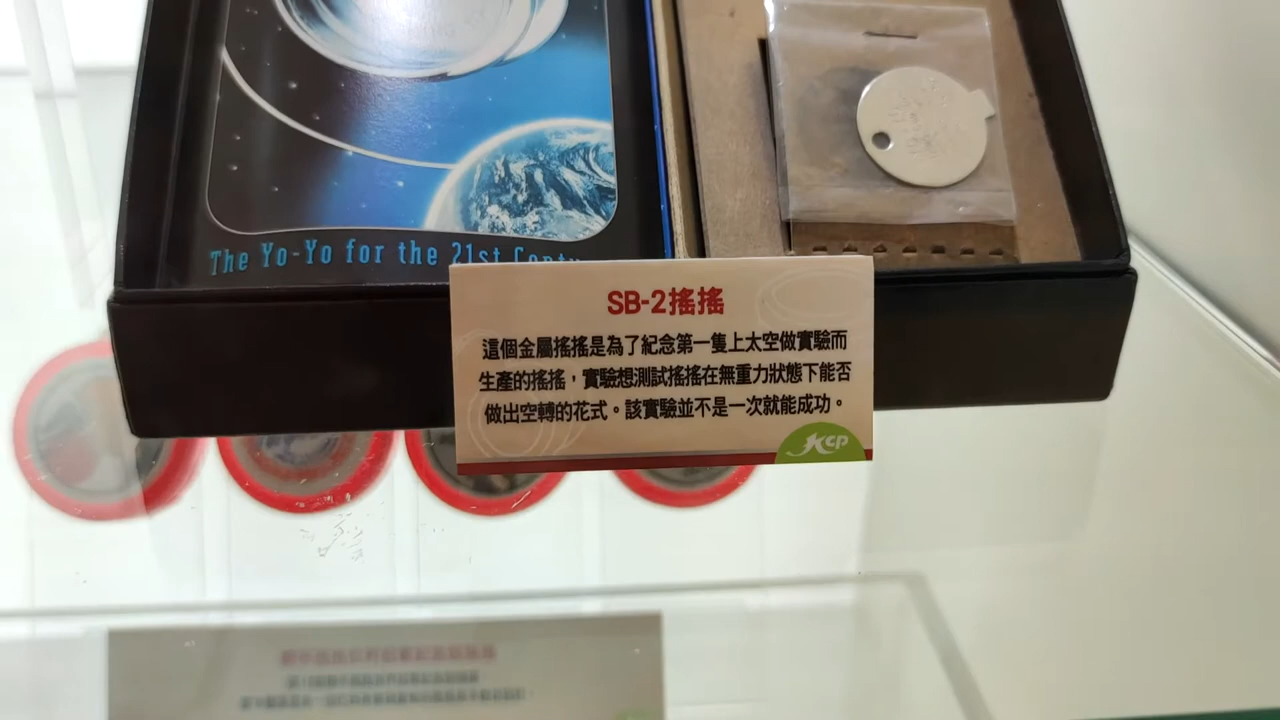 The Yo-Yo for the 21st
SB-2搖搖
這個金屬搖搖是為了紀念第一隻上太空做實驗而
生產的搖搖，實驗想測試搖搖在無重力狀態下能否
做出空轉的花式。該實驗並不是一次就能成功。
KCP